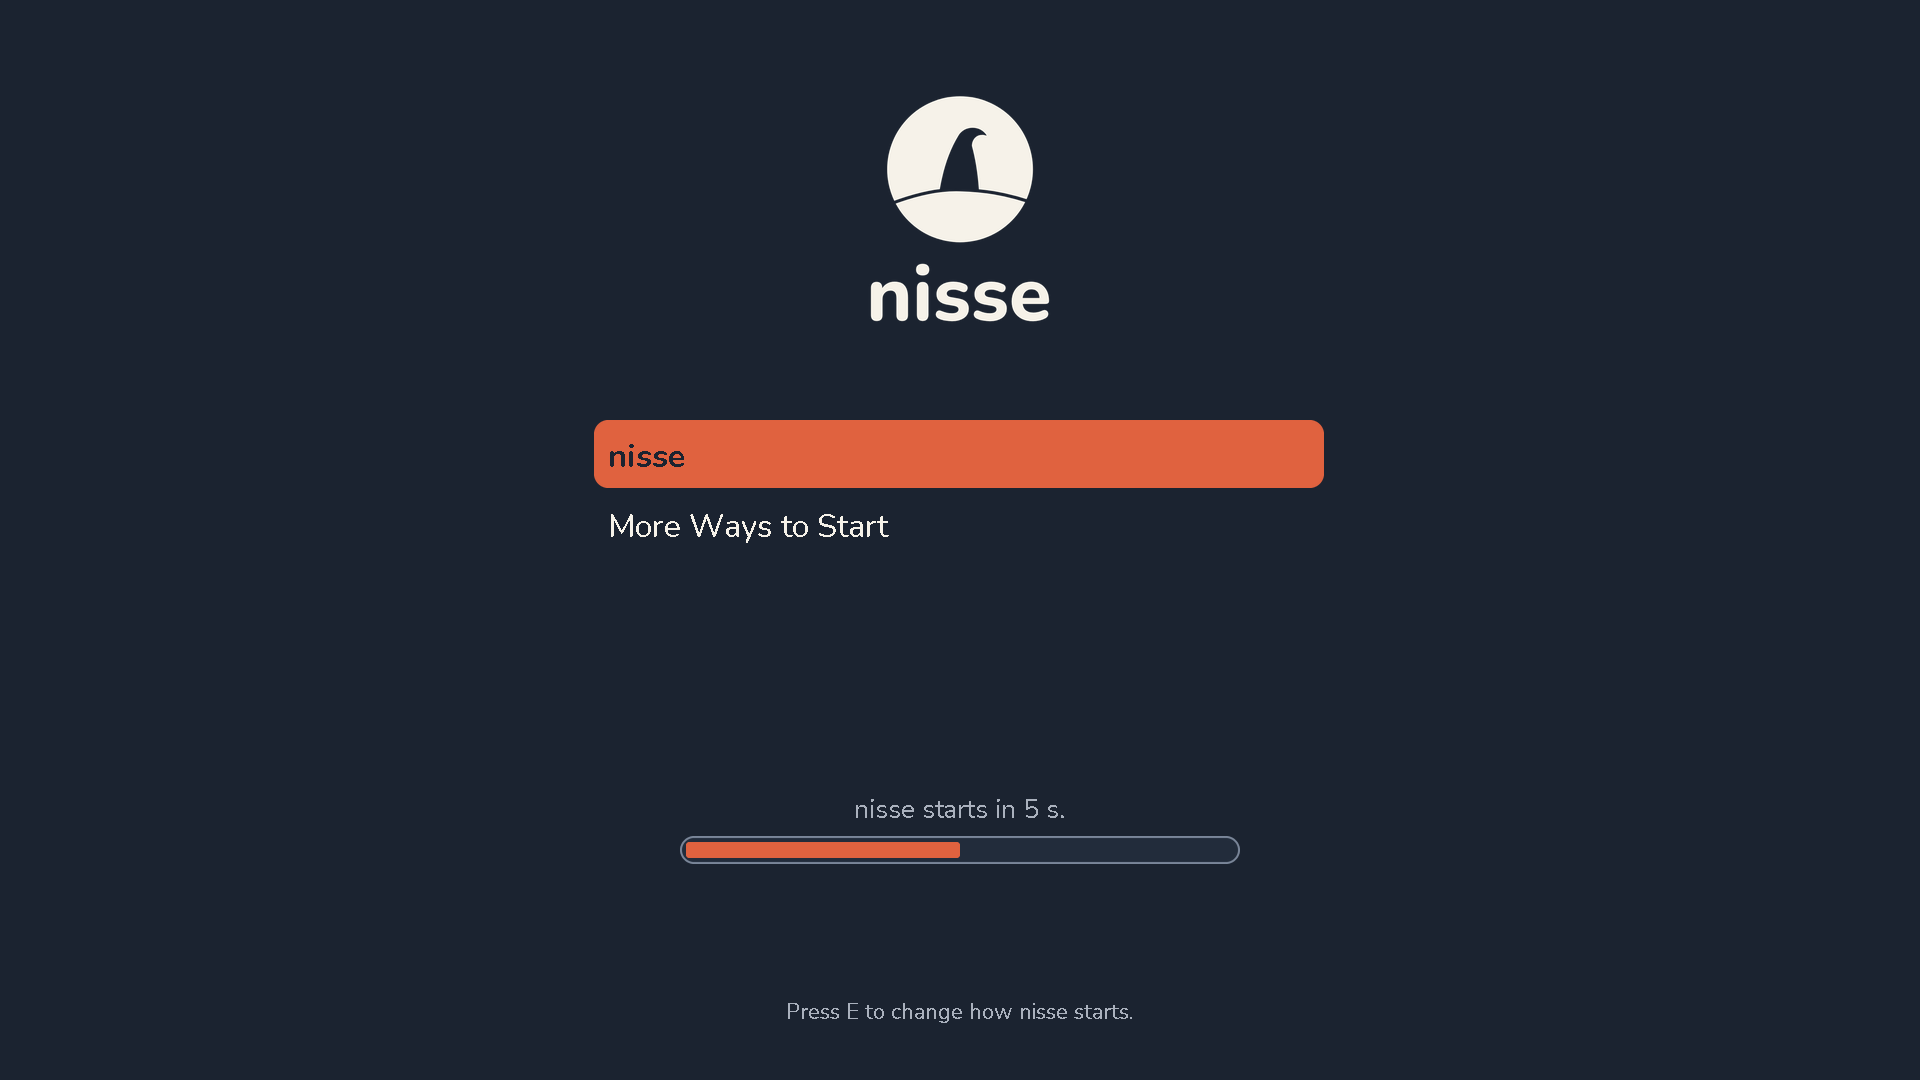 nisse
nisse
More Ways to Start
nisse starts in 5 s.
Press E to change how nisse starts.